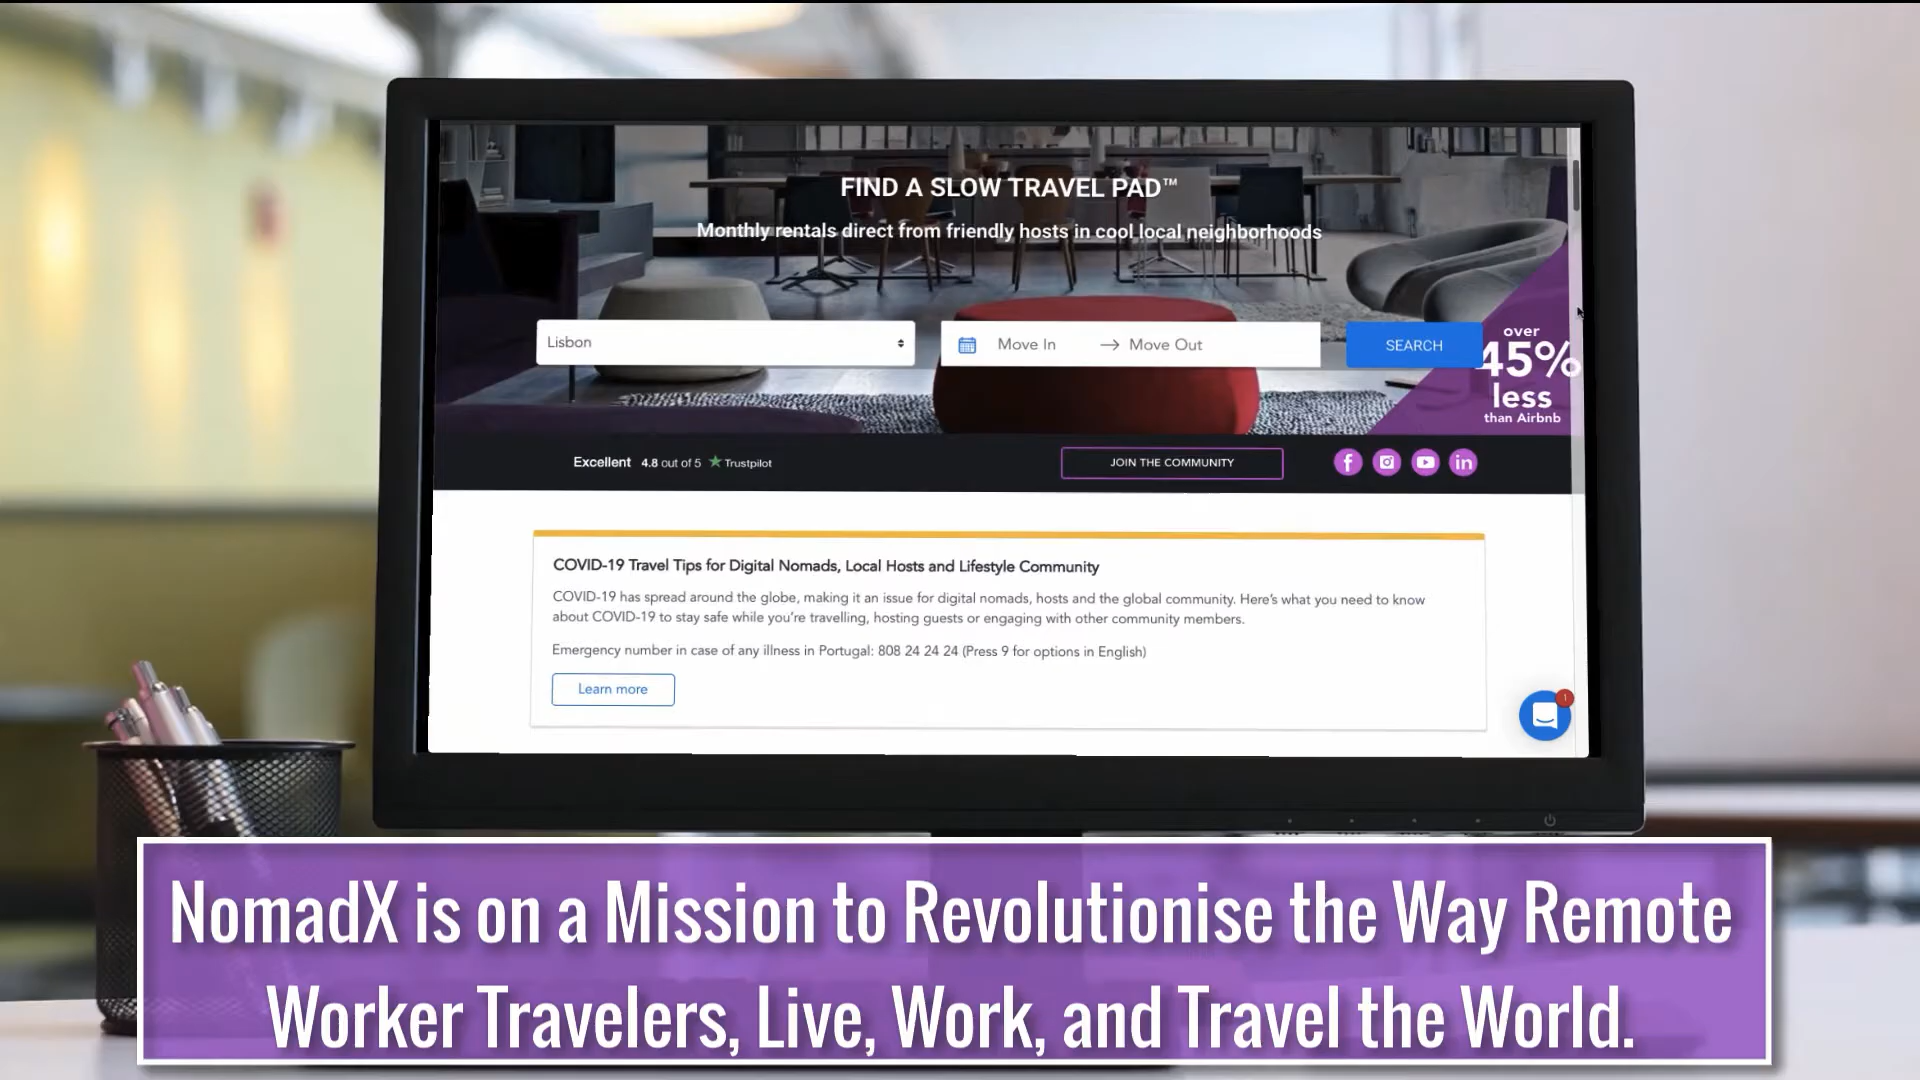 FIND A SLOW TRAVEL PAD™
Monthly rentals direct from friendly hosts in cool local neighborhoods
Lisbon
Move In → Move Out
SEARCH
over
45%
less
than Airbnb
Excellent 4.8 out of 5 ★ Trustpilot
JOIN THE COMMUNITY
f
in
COVID-19 Travel Tips for Digital Nomads, Local Hosts and Lifestyle Community
COVID-19 has spread around the globe, making it an issue for digital nomads, hosts and the global community. Here's what you need to know
about COVID-19 to stay safe while you're travelling, hosting guests or engaging with other community members.
Emergency number in case of any illness in Portugal: 808 24 24 24 (Press 9 for options in English)
Learn more
1
NomadX is on a Mission to Revolutionise the Way Remote
Worker Travelers, Live, Work, and Travel the World.